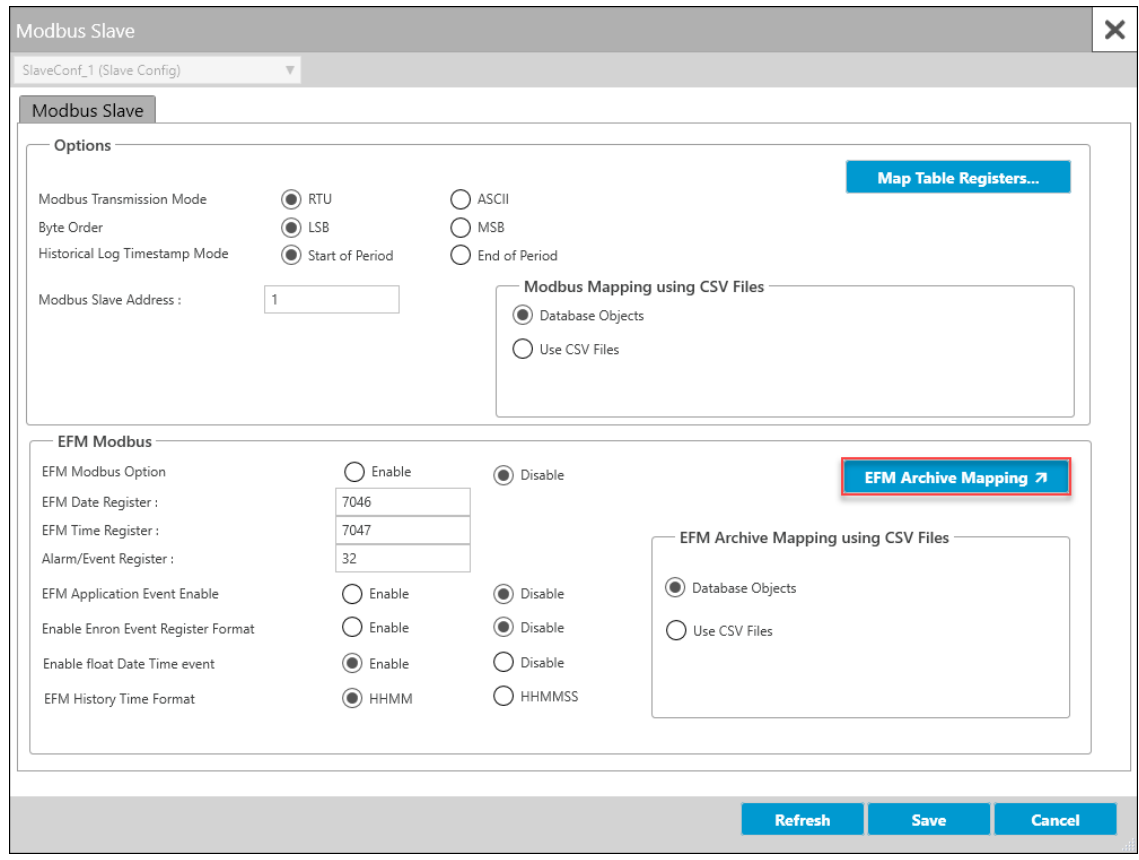 Modbus Slave
SlaveConf_1 (Slave Config)
Modbus Slave
Options
Map Table Registers...
Modbus Transmission Mode RTU ASCII
Byte Order LSB MSB
Historical Log Timestamp Mode Start of Period End of Period
Modbus Slave Address : 1
Modbus Mapping using CSV Files
Database Objects
Use CSV Files
EFM Modbus
EFM Modbus Option Enable Disable
EFM Archive Mapping
EFM Date Register : 7046
EFM Time Register : 7047
Alarm/Event Register : 32
EFM Archive Mapping using CSV Files
Database Objects
Use CSV Files
EFM Application Event Enable Enable Disable
Enable Enron Event Register Format Enable Disable
Enable float Date Time event Enable Disable
EFM History Time Format HHMM HHMMSS
Refresh Save Cancel